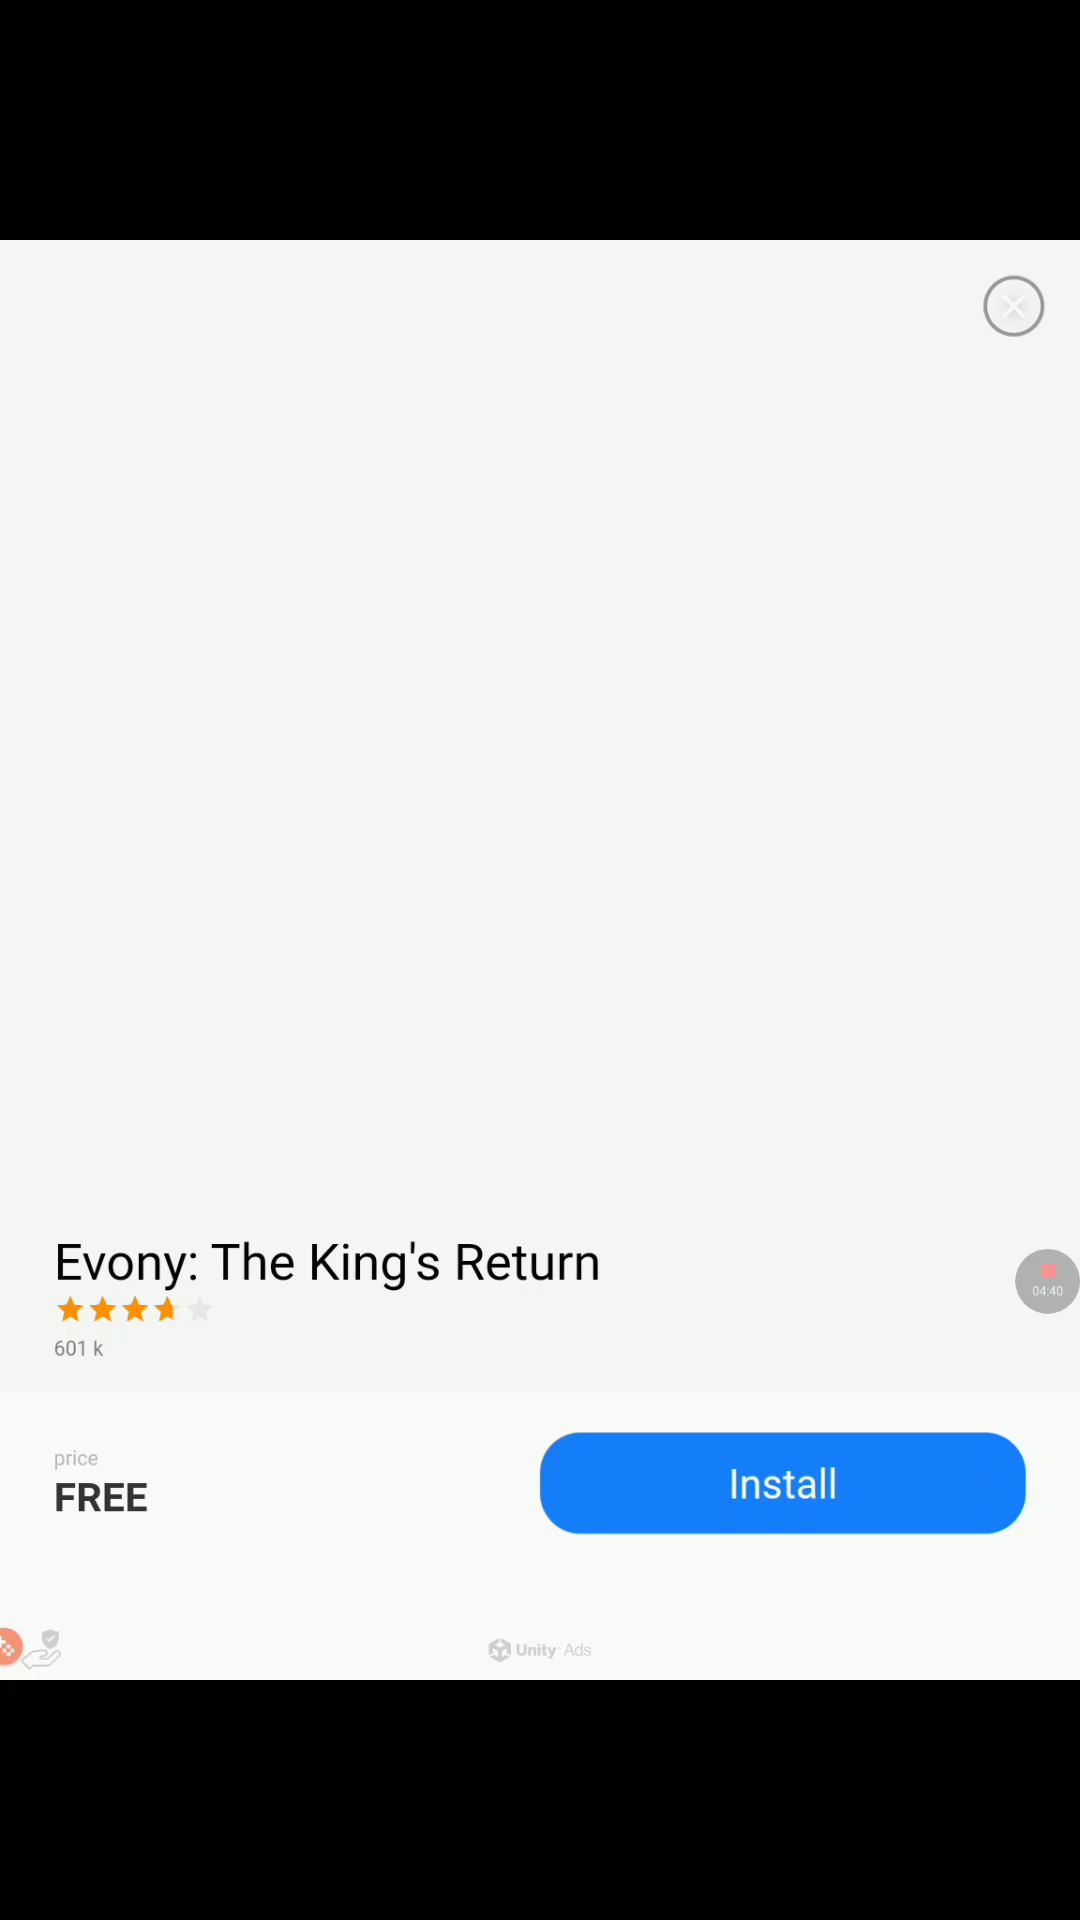 Evony: The King's Return
601 k
04:40
price
FREE
Install
Unity Ads